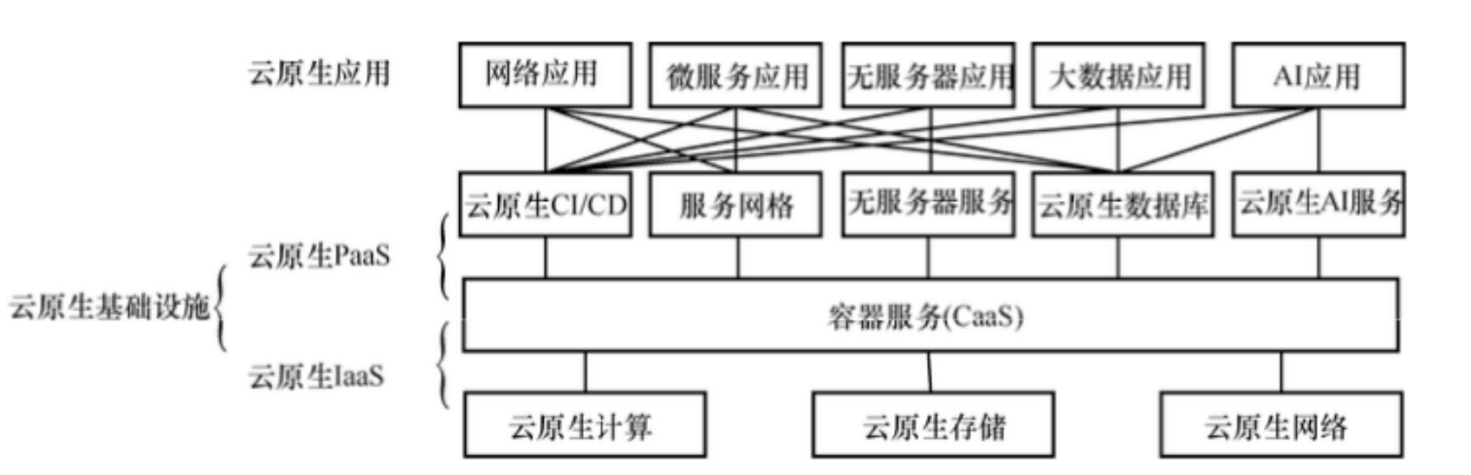 云原生应用
网络应用
微服务应用
无服务器应用
大数据应用
AI应用
云原生CI/CD
服务网格
无服务器服务
云原生数据库
云原生AI服务
云原生PaaS
云原生基础设施
容器服务(CaaS)
云原生IaaS
云原生计算
云原生存储
云原生网络